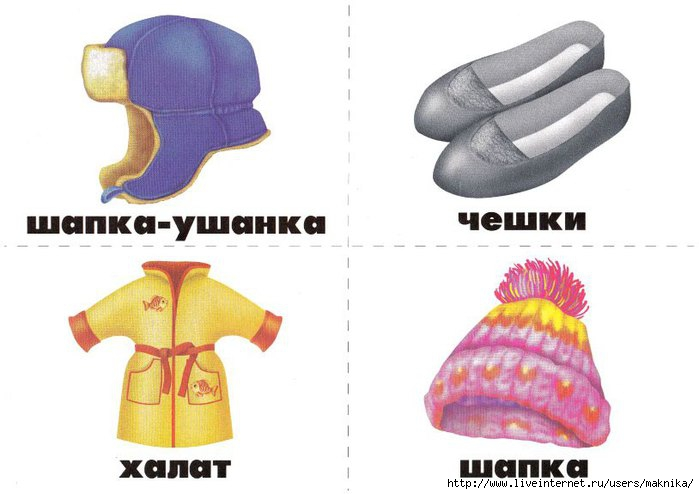 шапка-ушанка
чешки
халат
шапка
http://www.liveinternet.ru/users/maknika/